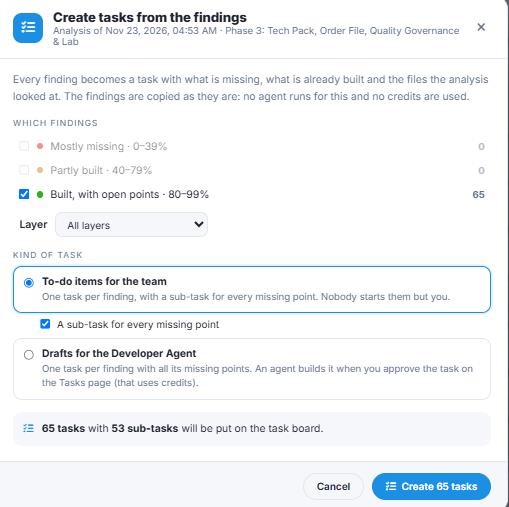 Create tasks from the findings
Analysis of Nov 23, 2026, 04:53 AM · Phase 3: Tech Pack, Order File, Quality Governance
& Lab
Every finding becomes a task with what is missing, what is already built and the files the analysis
looked at. The findings are copied as they are: no agent runs for this and no credits are used.
WHICH FINDINGS
Mostly missing · 0–39% 0
Partly built · 40–79% 0
Built, with open points · 80–99% 65
Layer All layers
KIND OF TASK
To-do items for the team
One task per finding, with a sub-task for every missing point. Nobody starts them but you.
A sub-task for every missing point
Drafts for the Developer Agent
One task per finding with all its missing points. An agent builds it when you approve the task on
the Tasks page (that uses credits).
65 tasks with 53 sub-tasks will be put on the task board.
Cancel Create 65 tasks